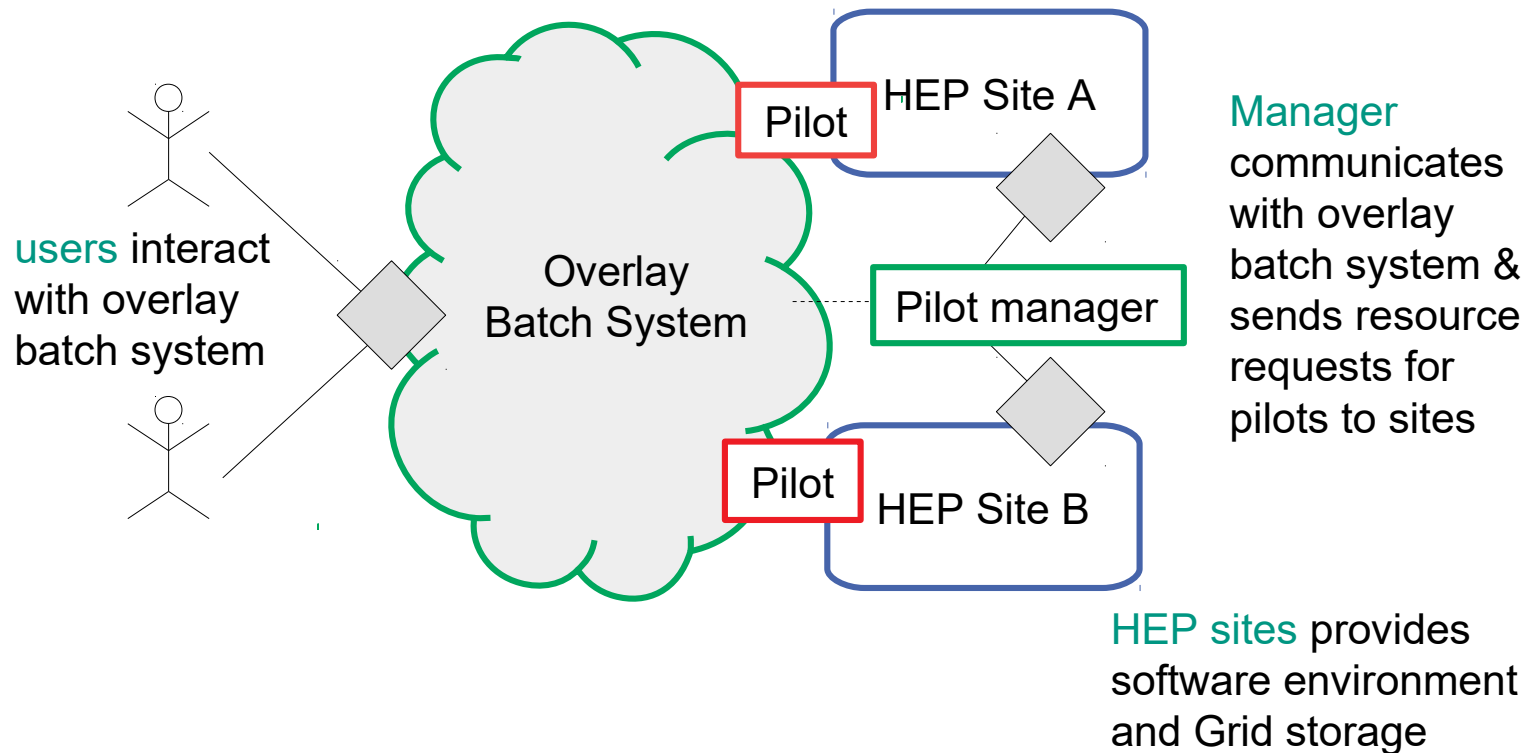 users interact
with overlay
batch system
Overlay
Batch System
Pilot
HEP Site A
Pilot manager
Pilot
HEP Site B
Manager
communicates
with overlay
batch system &
sends resource
requests for
pilots to sites
HEP sites provides
software environment
and Grid storage